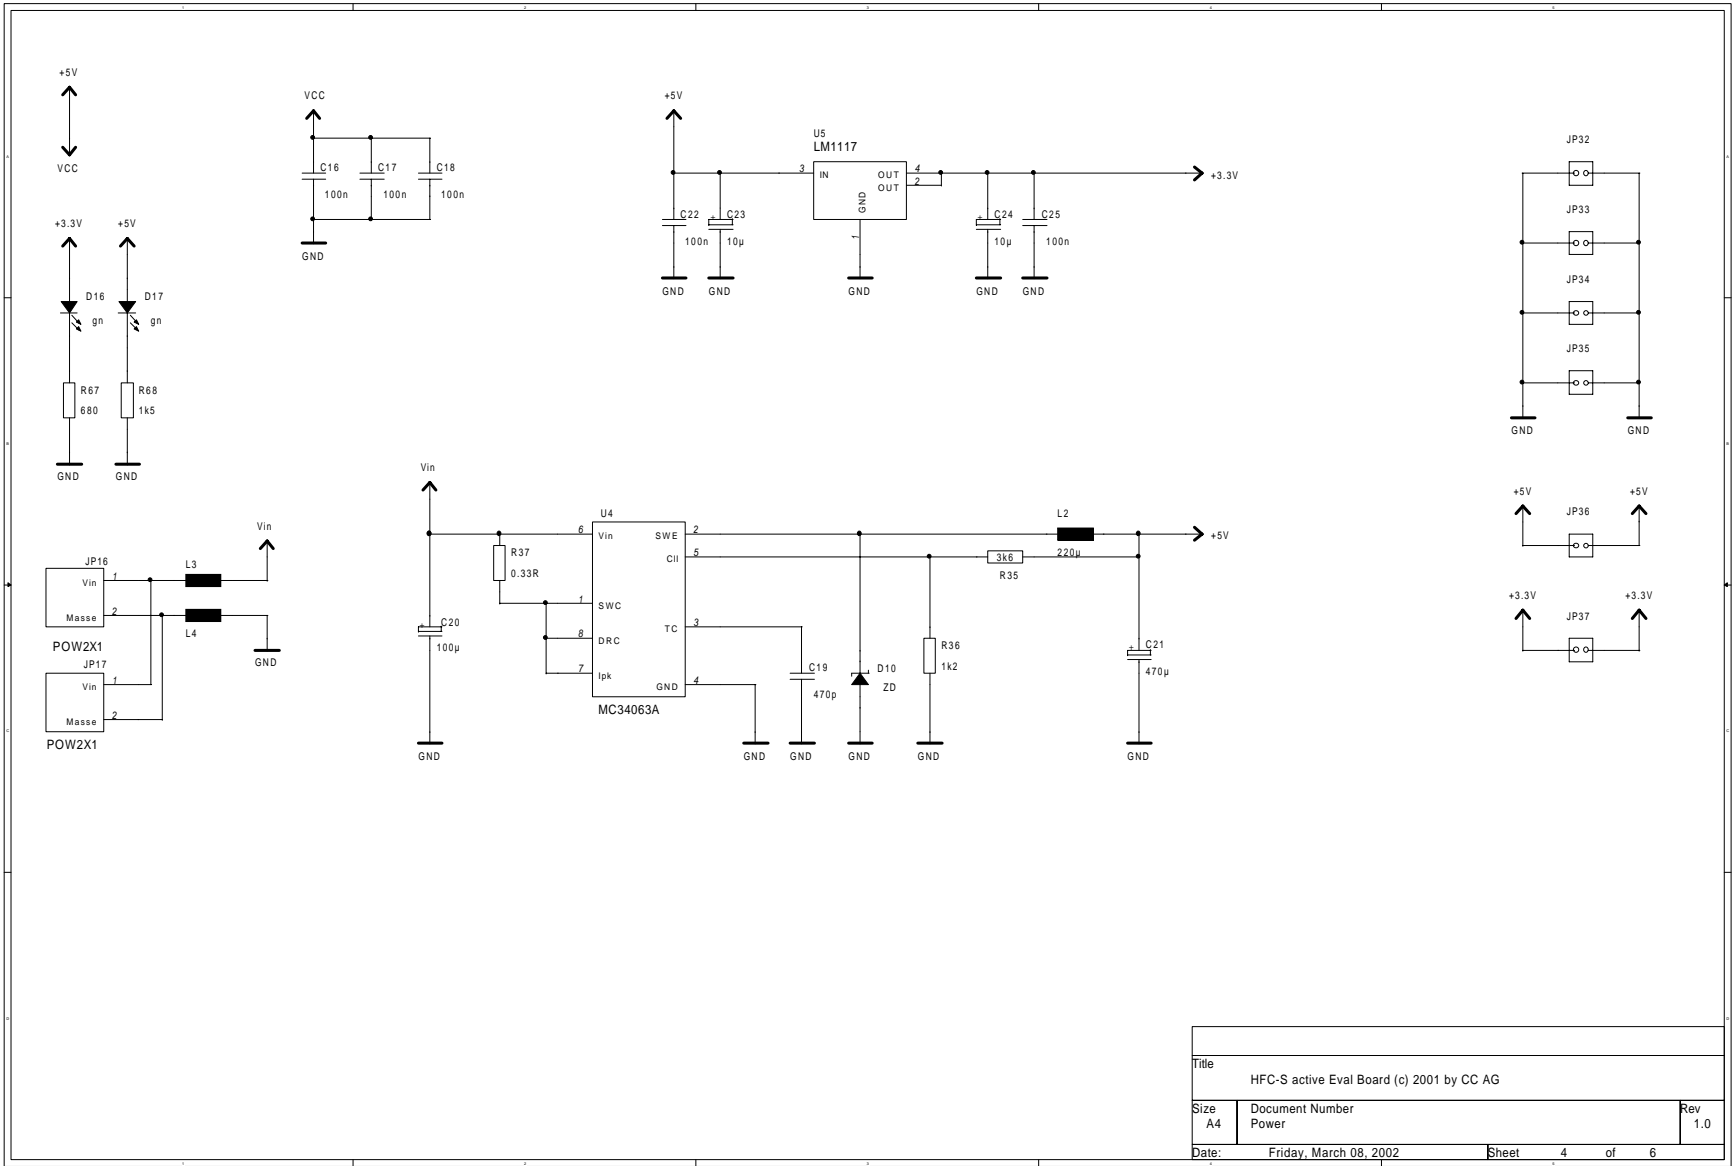 +5V
VCC
+3.3V
+5V
D16
gn
D17
gn
R67
680
R68
1k5
GND
GND
VCC
C16
100n
C17
100n
C18
100n
GND
+5V
U5
LM1117
3
IN
OUT
OUT
4
2
GND
1
+3.3V
C22
100n
+
C23
10µ
+
C24
10µ
C25
100n
GND
GND
GND
GND
GND
JP32
JP33
JP34
JP35
GND
GND
+5V
+5V
JP36
+3.3V
+3.3V
JP37
JP16
Vin
1
Masse
2
POW2X1
JP17
Vin
1
Masse
2
POW2X1
L3
L4
Vin
GND
Vin
+
C20
100µ
GND
R37
0.33R
U4
6
Vin
1
SWC
8
DRC
7
Ipk
SWE
2
CII
5
TC
3
GND
4
MC34063A
C19
470p
D10
ZD
R36
1k2
3k6
R35
L2
220µ
+5V
+
C21
470µ
GND
GND
GND
GND
GND
Title
HFC-S active Eval Board (c) 2001 by CC AG
Size
A4
Document Number
Power
Rev
1.0
Date:
Friday, March 08, 2002
Sheet
4 of 6